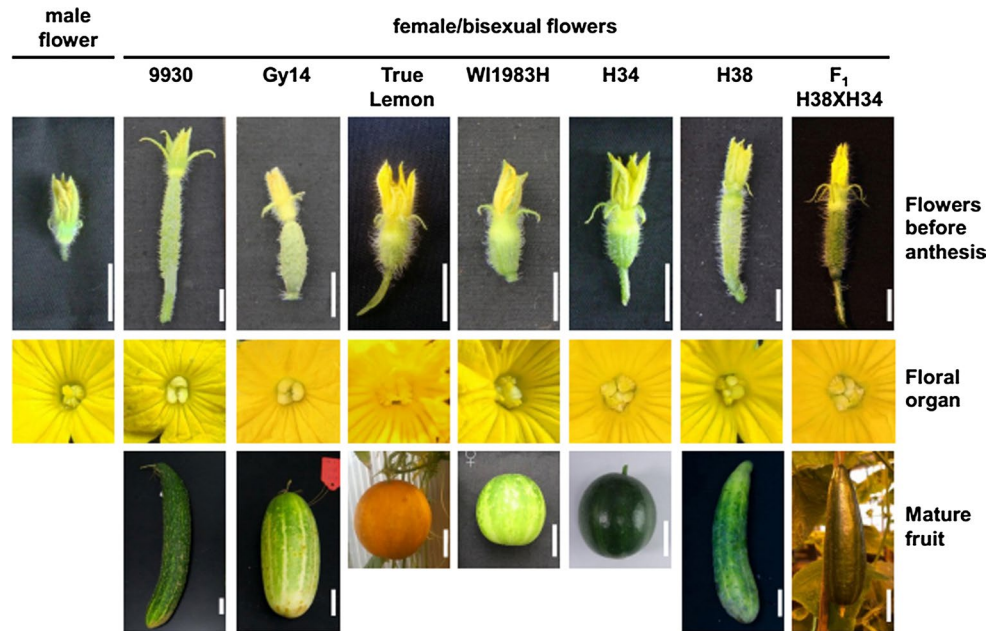 male
flower
female/bisexual flowers
9930
Gy14
True
Lemon
WI1983H
H34
H38
F₁
H38XH34
Flowers
before
anthesis
Floral
organ
♀
Mature
fruit